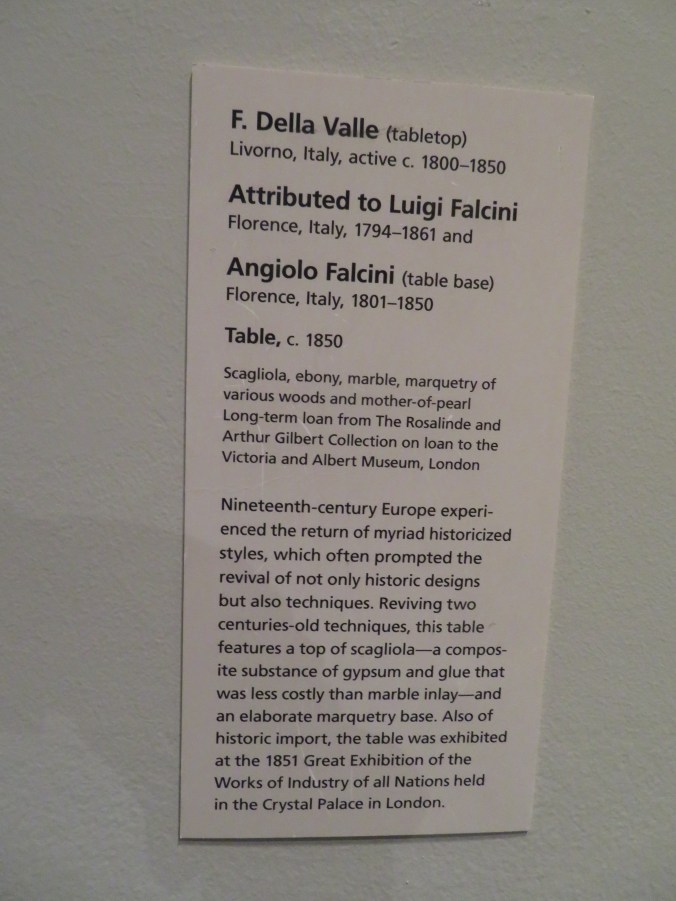 F. Della Valle (tabletop)
Livorno, Italy, active c. 1800–1850
Attributed to Luigi Falcini
Florence, Italy, 1794–1861 and
Angiolo Falcini (table base)
Florence, Italy, 1801–1850
Table, c. 1850
Scagliola, ebony, marble, marquetry of
various woods and mother-of-pearl
Long-term loan from The Rosalinde and
Arthur Gilbert Collection on loan to the
Victoria and Albert Museum, London
Nineteenth-century Europe experi-
enced the return of myriad historicized
styles, which often prompted the
revival of not only historic designs
but also techniques. Reviving two
centuries-old techniques, this table
features a top of scagliola—a compos-
ite substance of gypsum and glue that
was less costly than marble inlay—and
an elaborate marquetry base. Also of
historic import, the table was exhibited
at the 1851 Great Exhibition of the
Works of Industry of all Nations held
in the Crystal Palace in London.